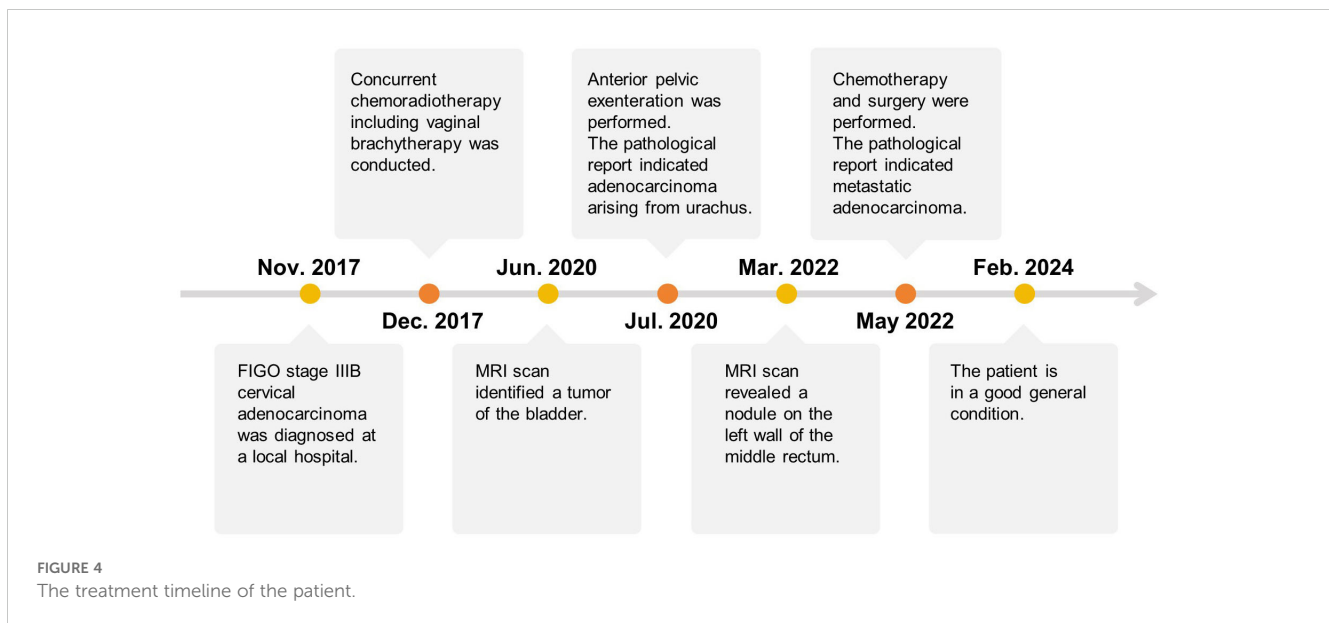 Concurrent
chemoradiotherapy
including vaginal
brachytherapy was
conducted.
Anterior pelvic
exenteration was
performed.
The pathological
report indicated
adenocarcinoma
arising from urachus.
Chemotherapy
and surgery were
performed.
The pathological
report indicated
metastatic
adenocarcinoma.
Nov. 2017
Jun. 2020
Mar. 2022
Feb. 2024
Dec. 2017
Jul. 2020
May 2022
FIGO stage IIIB
cervical
adenocarcinoma
was diagnosed at
a local hospital.
MRI scan
identified a tumor
of the bladder.
MRI scan
revealed a
nodule on the
left wall of the
middle rectum.
The patient is
in a good general
condition.
FIGURE 4
The treatment timeline of the patient.